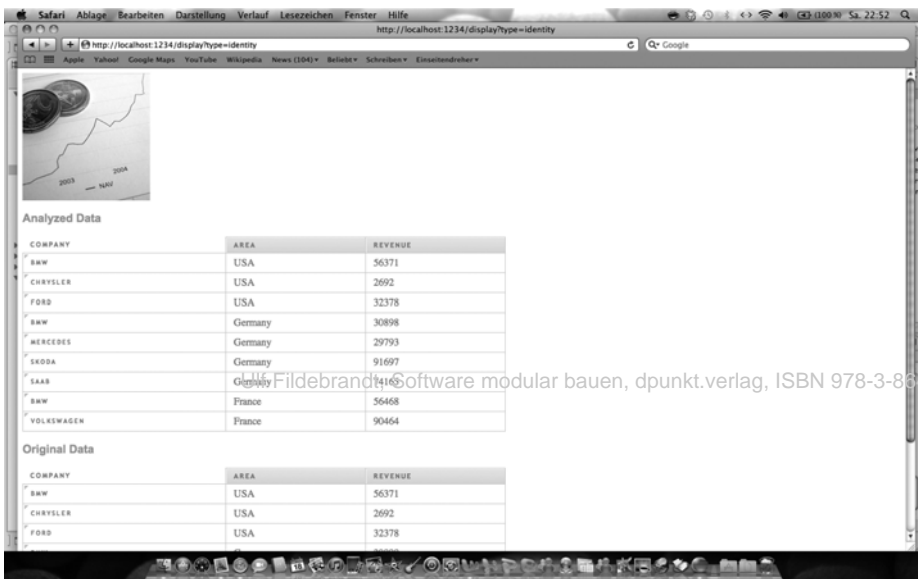 Safari Ablage Bearbeiten Darstellung Verlauf Lesezeichen Fenster Hilfe (100%) Sa. 22:52
http://localhost:1234/display?type=identity
http://localhost:1234/display?type=identity Google
Apple Yahoo! Google Maps YouTube Wikipedia News (104) Beliebt Schreiben Einseitendreher
2003 2004
NAV
Analyzed Data
COMPANY AREA REVENUE
BMW USA 56371
CHRYSLER USA 2692
FORD USA 32378
BMW Germany 30898
MERCEDES Germany 29793
SKODA Germany 91697
SAAB Germany 74165
Ulf Fildebrandt, Software modular bauen, dpunkt.verlag, ISBN 978-3-86
BMW France 56468
VOLKSWAGEN France 90464
Original Data
COMPANY AREA REVENUE
BMW USA 56371
CHRYSLER USA 2692
FORD USA 32378